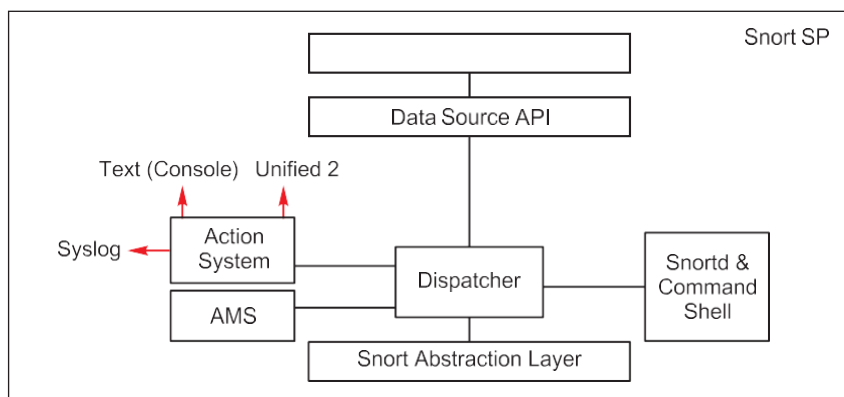 Snort SP
Data Source API
Text (Console)
Unified 2
Syslog
Action
System
Dispatcher
Snortd &
Command
Shell
AMS
Snort Abstraction Layer